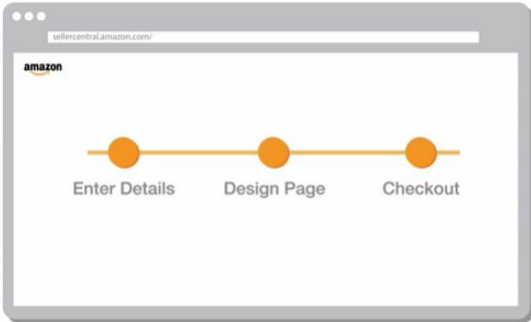 sellercentral.amazon.com/
amazon
Enter Details
Design Page
Checkout